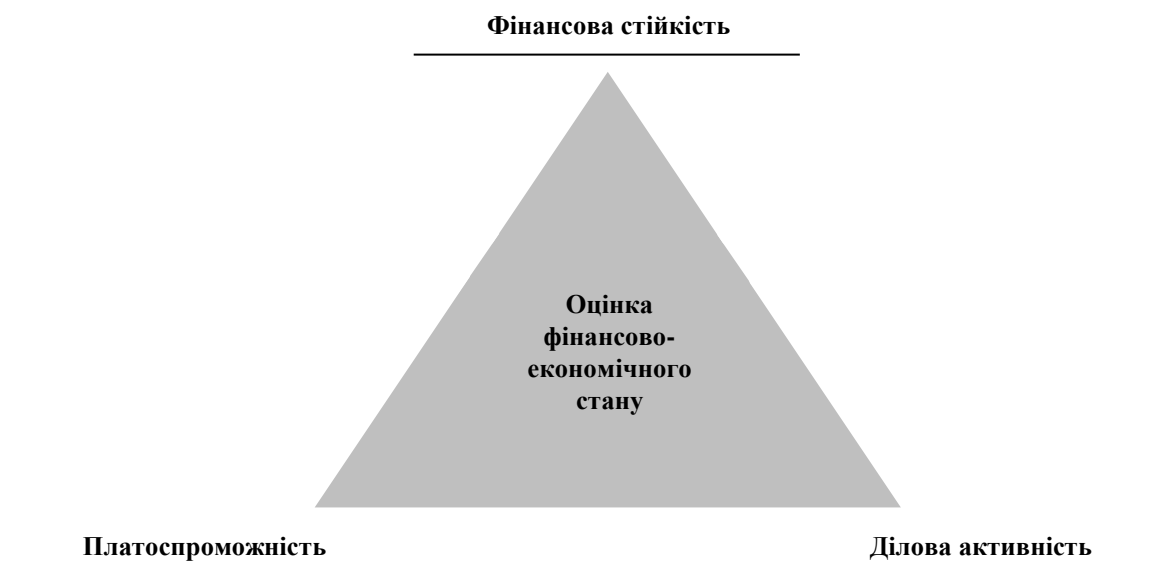 Фінансова стійкість
Оцінка
фінансово-
економічного
стану
Платоспроможність
Ділова активність